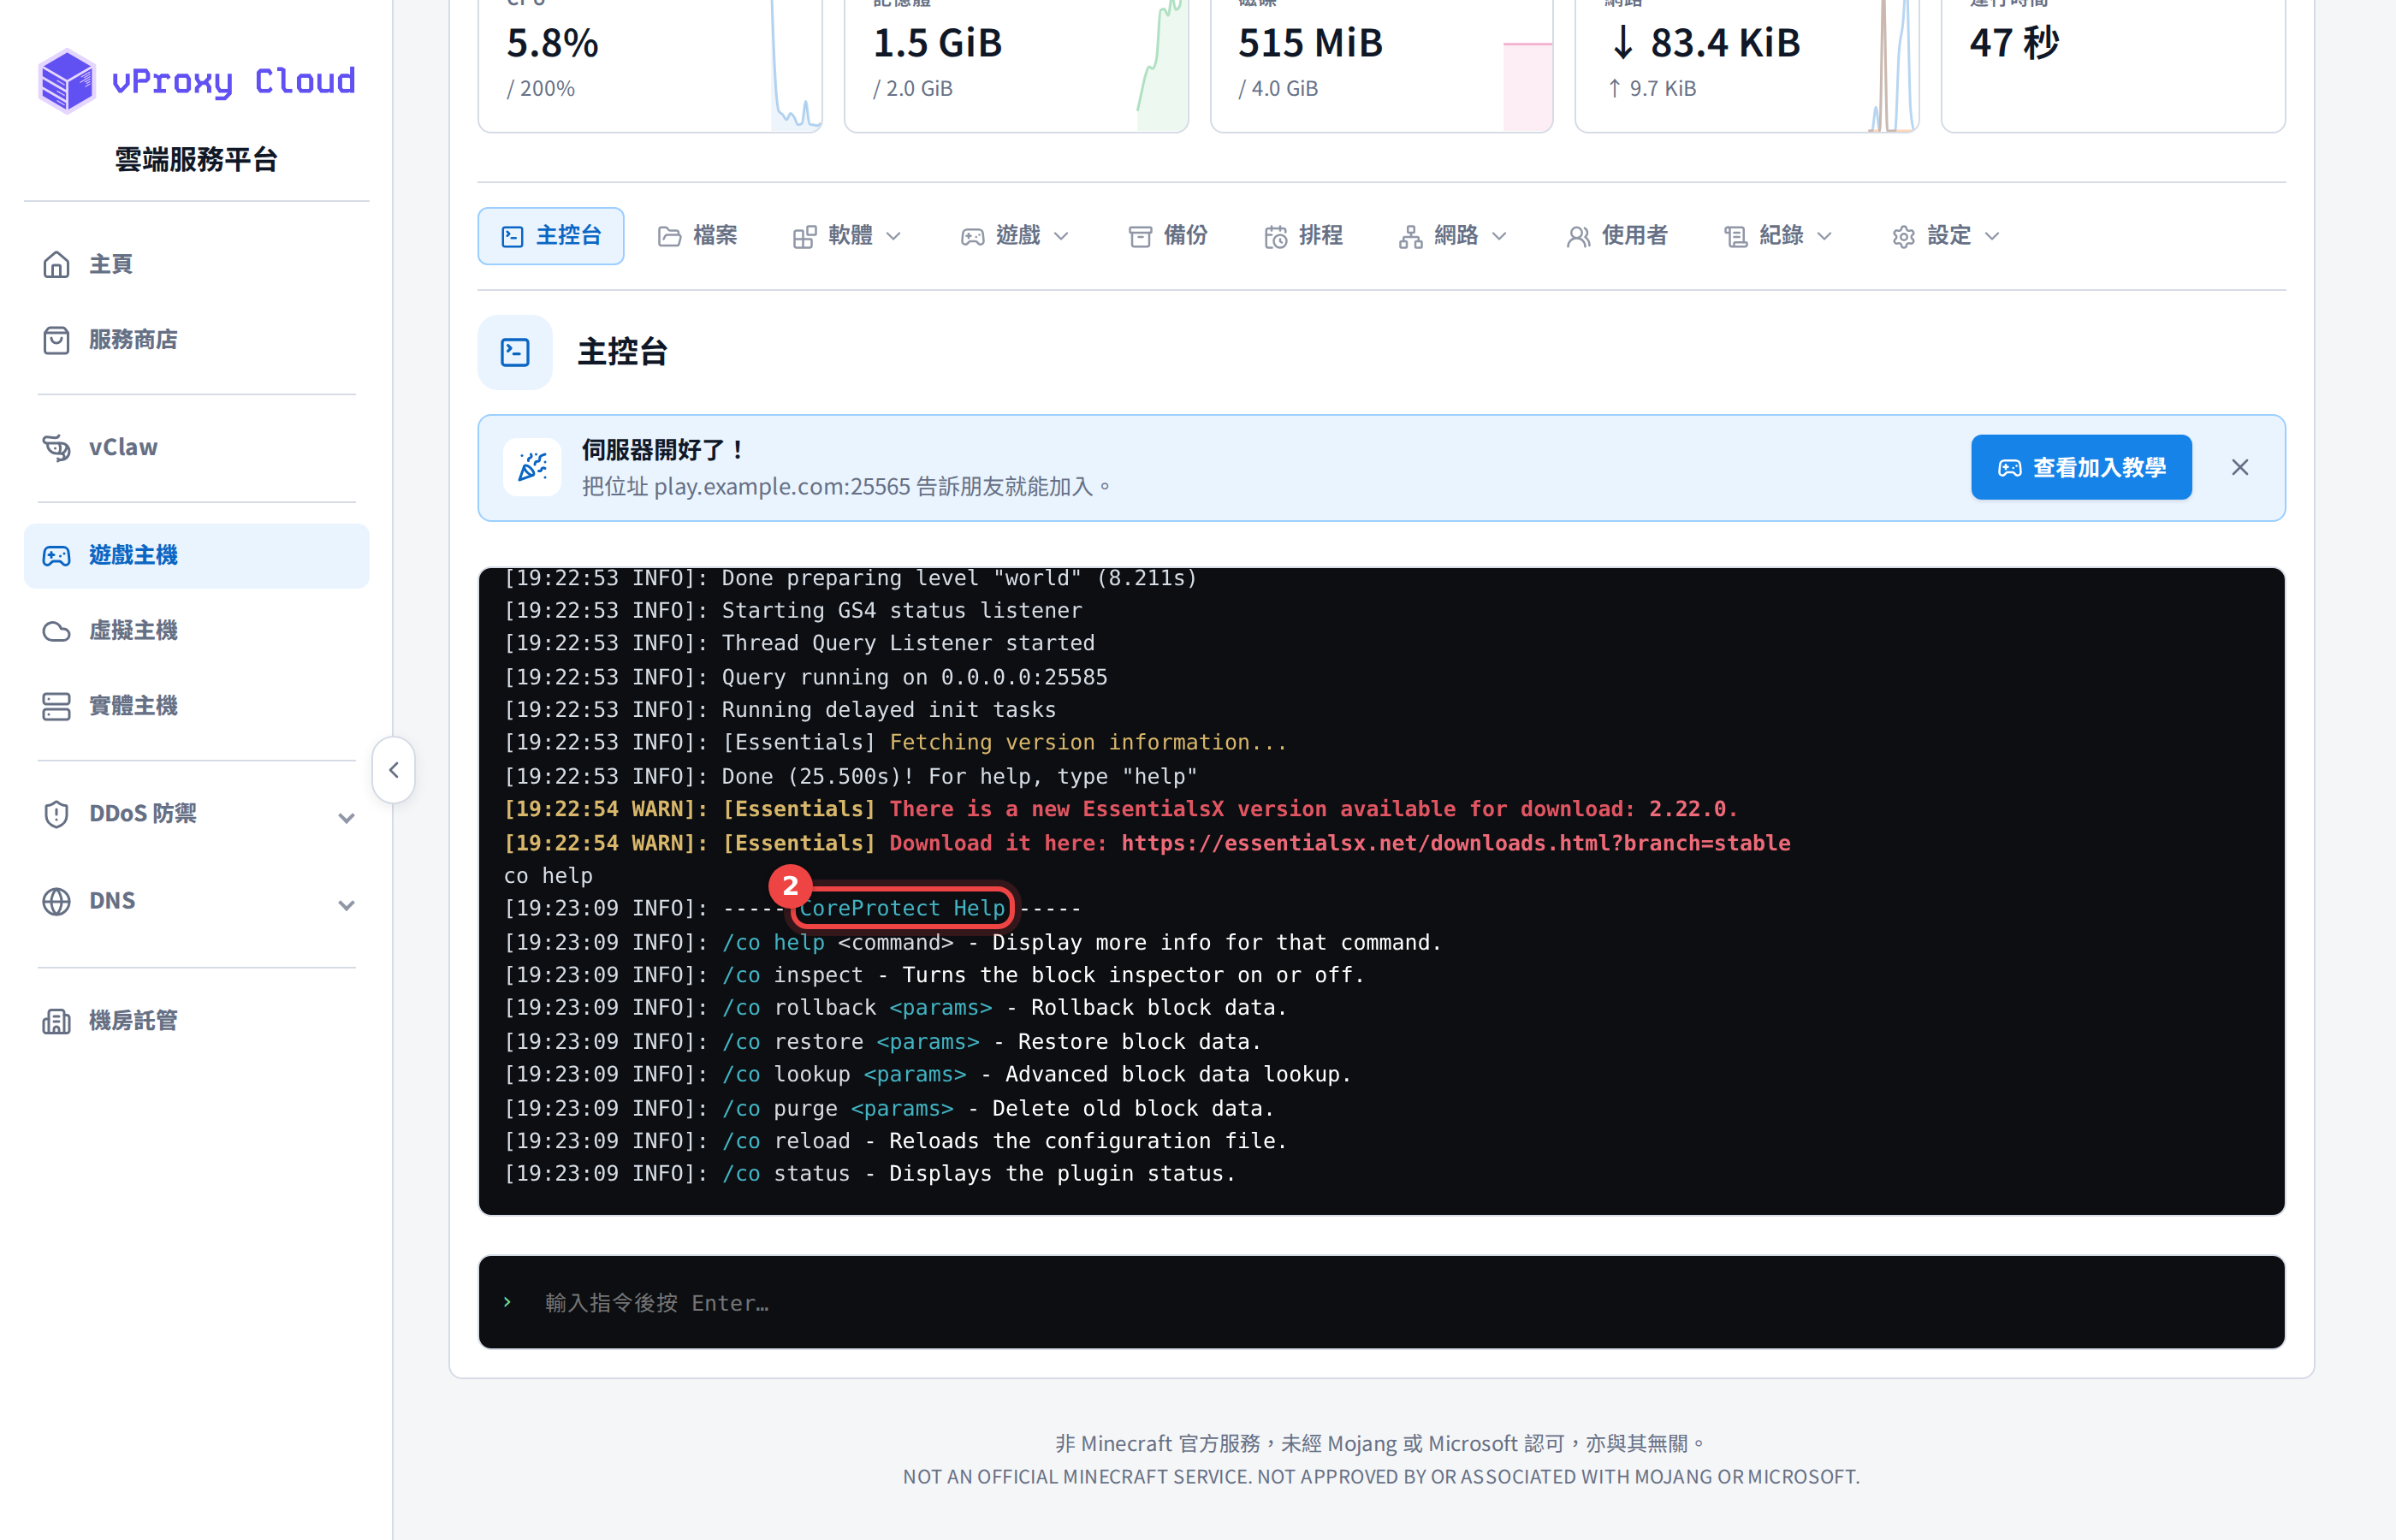 vProxy Cloud
雲端服務平台
主頁
服務商店
vClaw
遊戲主機
虛擬主機
實體主機
DDoS 防禦
DNS
機房託管
5.8%
/ 200%
1.5 GiB
/ 2.0 GiB
515 MiB
/ 4.0 GiB
↓ 83.4 KiB
↑ 9.7 KiB
47 秒
主控台 檔案 軟體 遊戲 備份 排程 網路 使用者 紀錄 設定
主控台
伺服器開好了！
把位址 play.example.com:25565 告訴朋友就能加入。
查看加入教學
[19:22:53 INFO]: Done preparing level "world" (8.211s)
[19:22:53 INFO]: Starting GS4 status listener
[19:22:53 INFO]: Thread Query Listener started
[19:22:53 INFO]: Query running on 0.0.0.0:25585
[19:22:53 INFO]: Running delayed init tasks
[19:22:53 INFO]: [Essentials] Fetching version information...
[19:22:53 INFO]: Done (25.500s)! For help, type "help"
[19:22:54 WARN]: [Essentials] There is a new EssentialsX version available for download: 2.22.0.
[19:22:54 WARN]: [Essentials] Download it here: https://essentialsx.net/downloads.html?branch=stable
co help
2
[19:23:09 INFO]: ----- CoreProtect Help -----
[19:23:09 INFO]: /co help <command> - Display more info for that command.
[19:23:09 INFO]: /co inspect - Turns the block inspector on or off.
[19:23:09 INFO]: /co rollback <params> - Rollback block data.
[19:23:09 INFO]: /co restore <params> - Restore block data.
[19:23:09 INFO]: /co lookup <params> - Advanced block data lookup.
[19:23:09 INFO]: /co purge <params> - Delete old block data.
[19:23:09 INFO]: /co reload - Reloads the configuration file.
[19:23:09 INFO]: /co status - Displays the plugin status.
› 輸入指令後按 Enter…
非 Minecraft 官方服務，未經 Mojang 或 Microsoft 認可，亦與其無關。
NOT AN OFFICIAL MINECRAFT SERVICE. NOT APPROVED BY OR ASSOCIATED WITH MOJANG OR MICROSOFT.